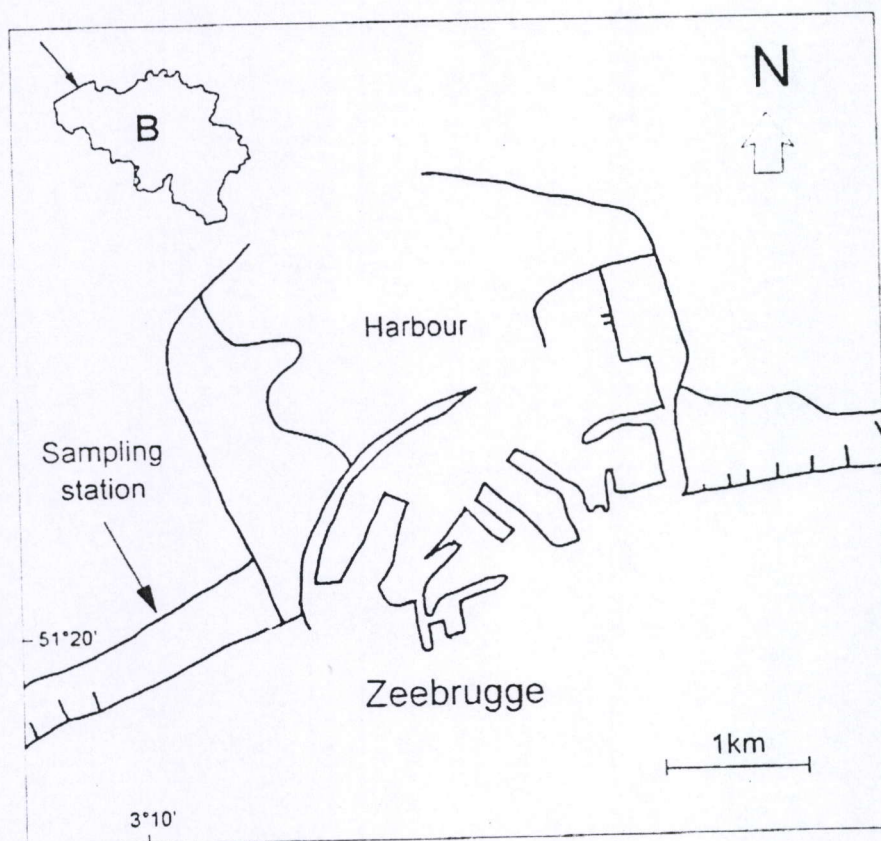 B
N
Harbour
Sampling
station
51°20'
Zeebrugge
1km
3°10'